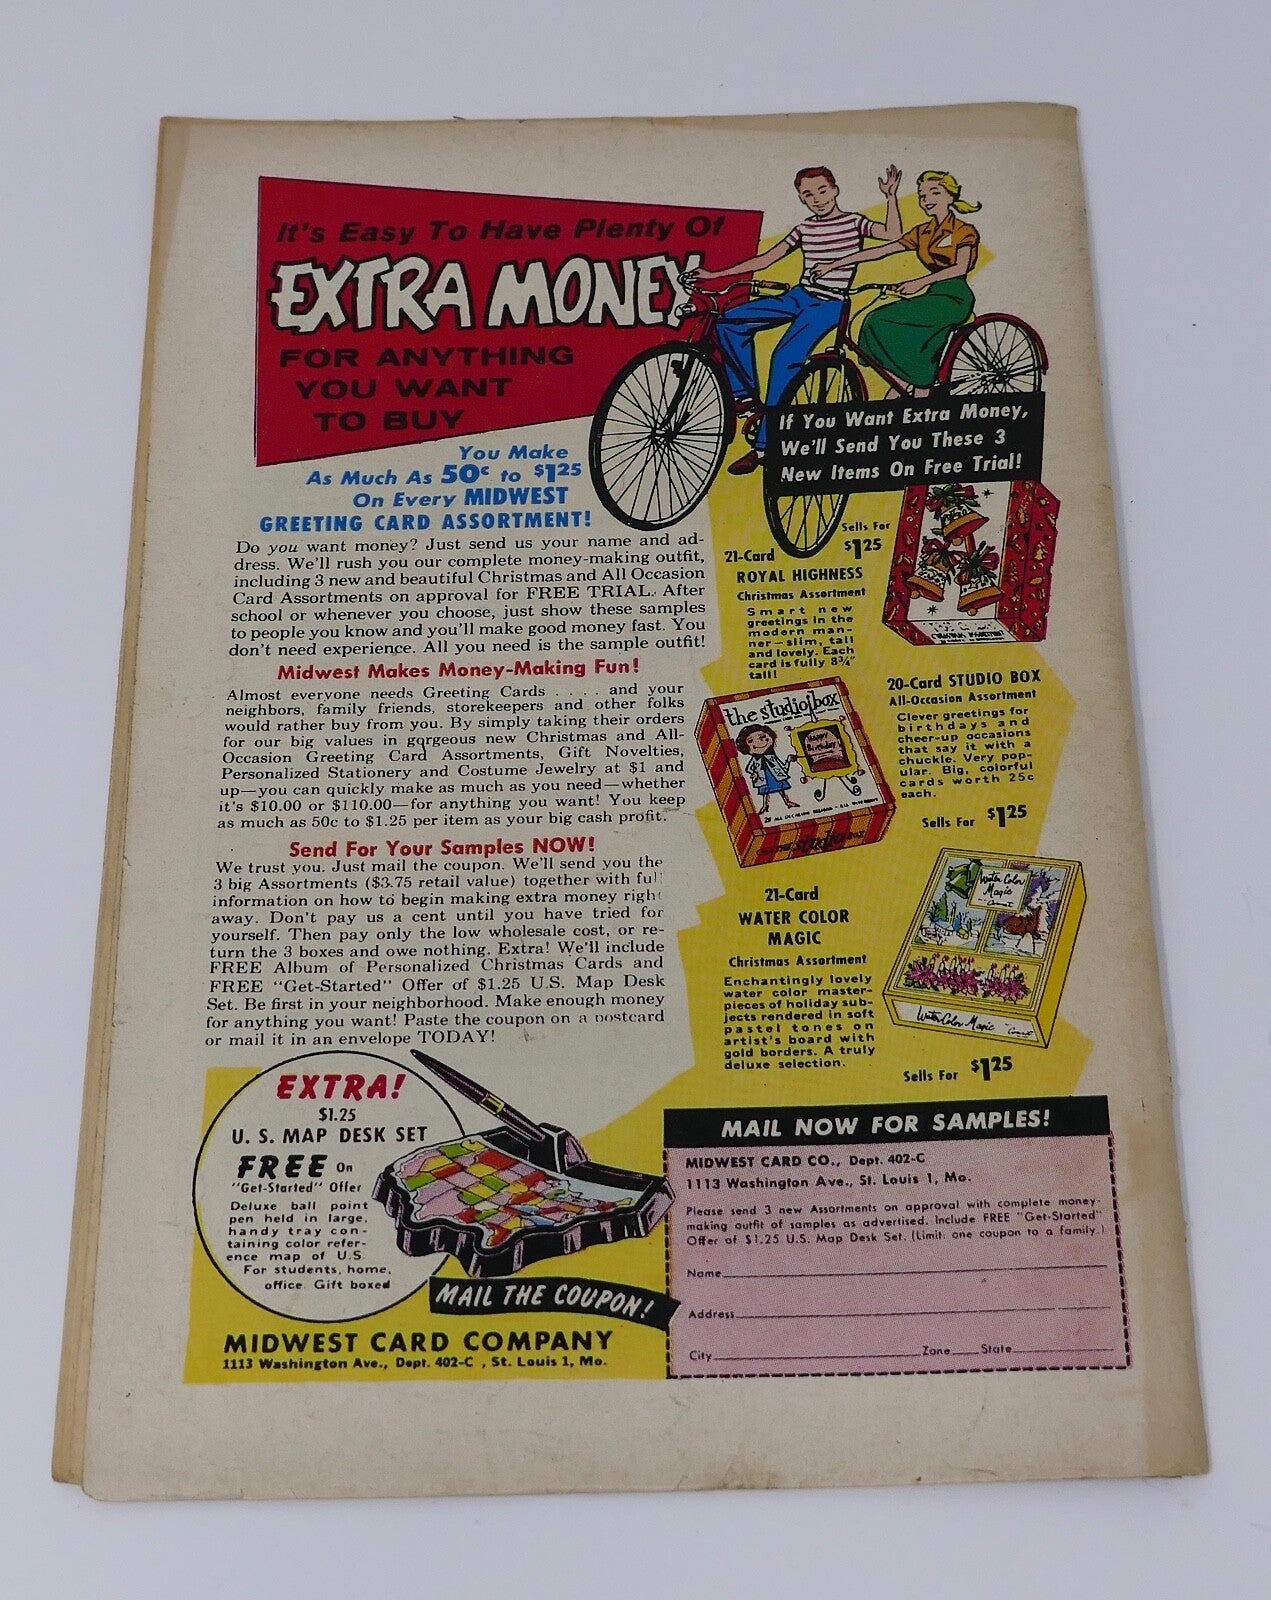 It's Easy To Have Plenty Of
EXTRA MONEY
FOR ANYTHING
YOU WANT
TO BUY
You Make
As Much As 50c to $1.25
On Every MIDWEST
GREETING CARD ASSORTMENT!
Do you want money? Just send us your name and ad-
dress. We'll rush you our complete money-making outfit,
including 3 new and beautiful Christmas and All Occasion
Card Assortments on approval for FREE TRIAL. After
school or whenever you choose, just show these samples
to people you know and you'll make good money fast. You
don't need experience. All you need is the sample outfit!
Midwest Makes Money-Making Fun!
Almost everyone needs Greeting Cards . . . . and your
neighbors, family friends, storekeepers and other folks
would rather buy from you. By simply taking their orders
for our big values in gorgeous new Christmas and All-
Occasion Greeting Card Assortments, Gift Novelties,
Personalized Stationery and Costume Jewelry at $1 and
up—you can quickly make as much as you need—whether
it's $10.00 or $110.00—for anything you want! You keep
as much as 50c to $1.25 per item as your big cash profit.
Send For Your Samples NOW!
We trust you. Just mail the coupon. We'll send you the
3 big Assortments ($3.75 retail value) together with full
information on how to begin making extra money right
away. Don't pay us a cent until you have tried for
yourself. Then pay only the low wholesale cost, or re-
turn the 3 boxes and owe nothing. Extra! We'll include
FREE Album of Personalized Christmas Cards and
FREE "Get-Started" Offer of $1.25 U.S. Map Desk
Set. Be first in your neighborhood. Make enough money
for anything you want! Paste the coupon on a postcard
or mail it in an envelope TODAY!
If You Want Extra Money,
We'll Send You These 3
New Items On Free Trial!
Sells For
$1.25
21-Card
ROYAL HIGHNESS
Christmas Assortment
Smart new
greetings in the
modern man-
ner—slim, tall
and lovely. Each
card is fully 8¾"
tall!
20-Card STUDIO BOX
All-Occasion Assortment
Clever greetings for
birthdays and
cheer-up occasions
that say it with a
chuckle. Very pop-
ular. Big, colorful
cards worth 25c
each.
Sells For $1.25
the studio box
Happy
Birthday
studio box
21-Card
WATER COLOR
MAGIC
Christmas Assortment
Enchantingly lovely
water color master-
pieces of holiday sub-
jects rendered in soft
pastel tones on
artist's board with
gold borders. A truly
deluxe selection.
Water Color
Magic
Water Color Magic
Sells For $1.25
EXTRA!
$1.25
U. S. MAP DESK SET
FREE On
"Get-Started" Offer
Deluxe ball point
pen held in large,
handy tray con-
taining color refer-
ence map of U.S.
For students, home,
office. Gift boxed
MAIL THE COUPON!
MIDWEST CARD COMPANY
1113 Washington Ave., Dept. 402-C , St. Louis 1, Mo.
MAIL NOW FOR SAMPLES!
MIDWEST CARD CO., Dept. 402-C
1113 Washington Ave., St. Louis 1, Mo.
Please send 3 new Assortments on approval with complete money-
making outfit of samples as advertised. Include FREE "Get-Started"
Offer of $1.25 U.S. Map Desk Set. (Limit: one coupon to a family.)
Name
Address
City Zone State